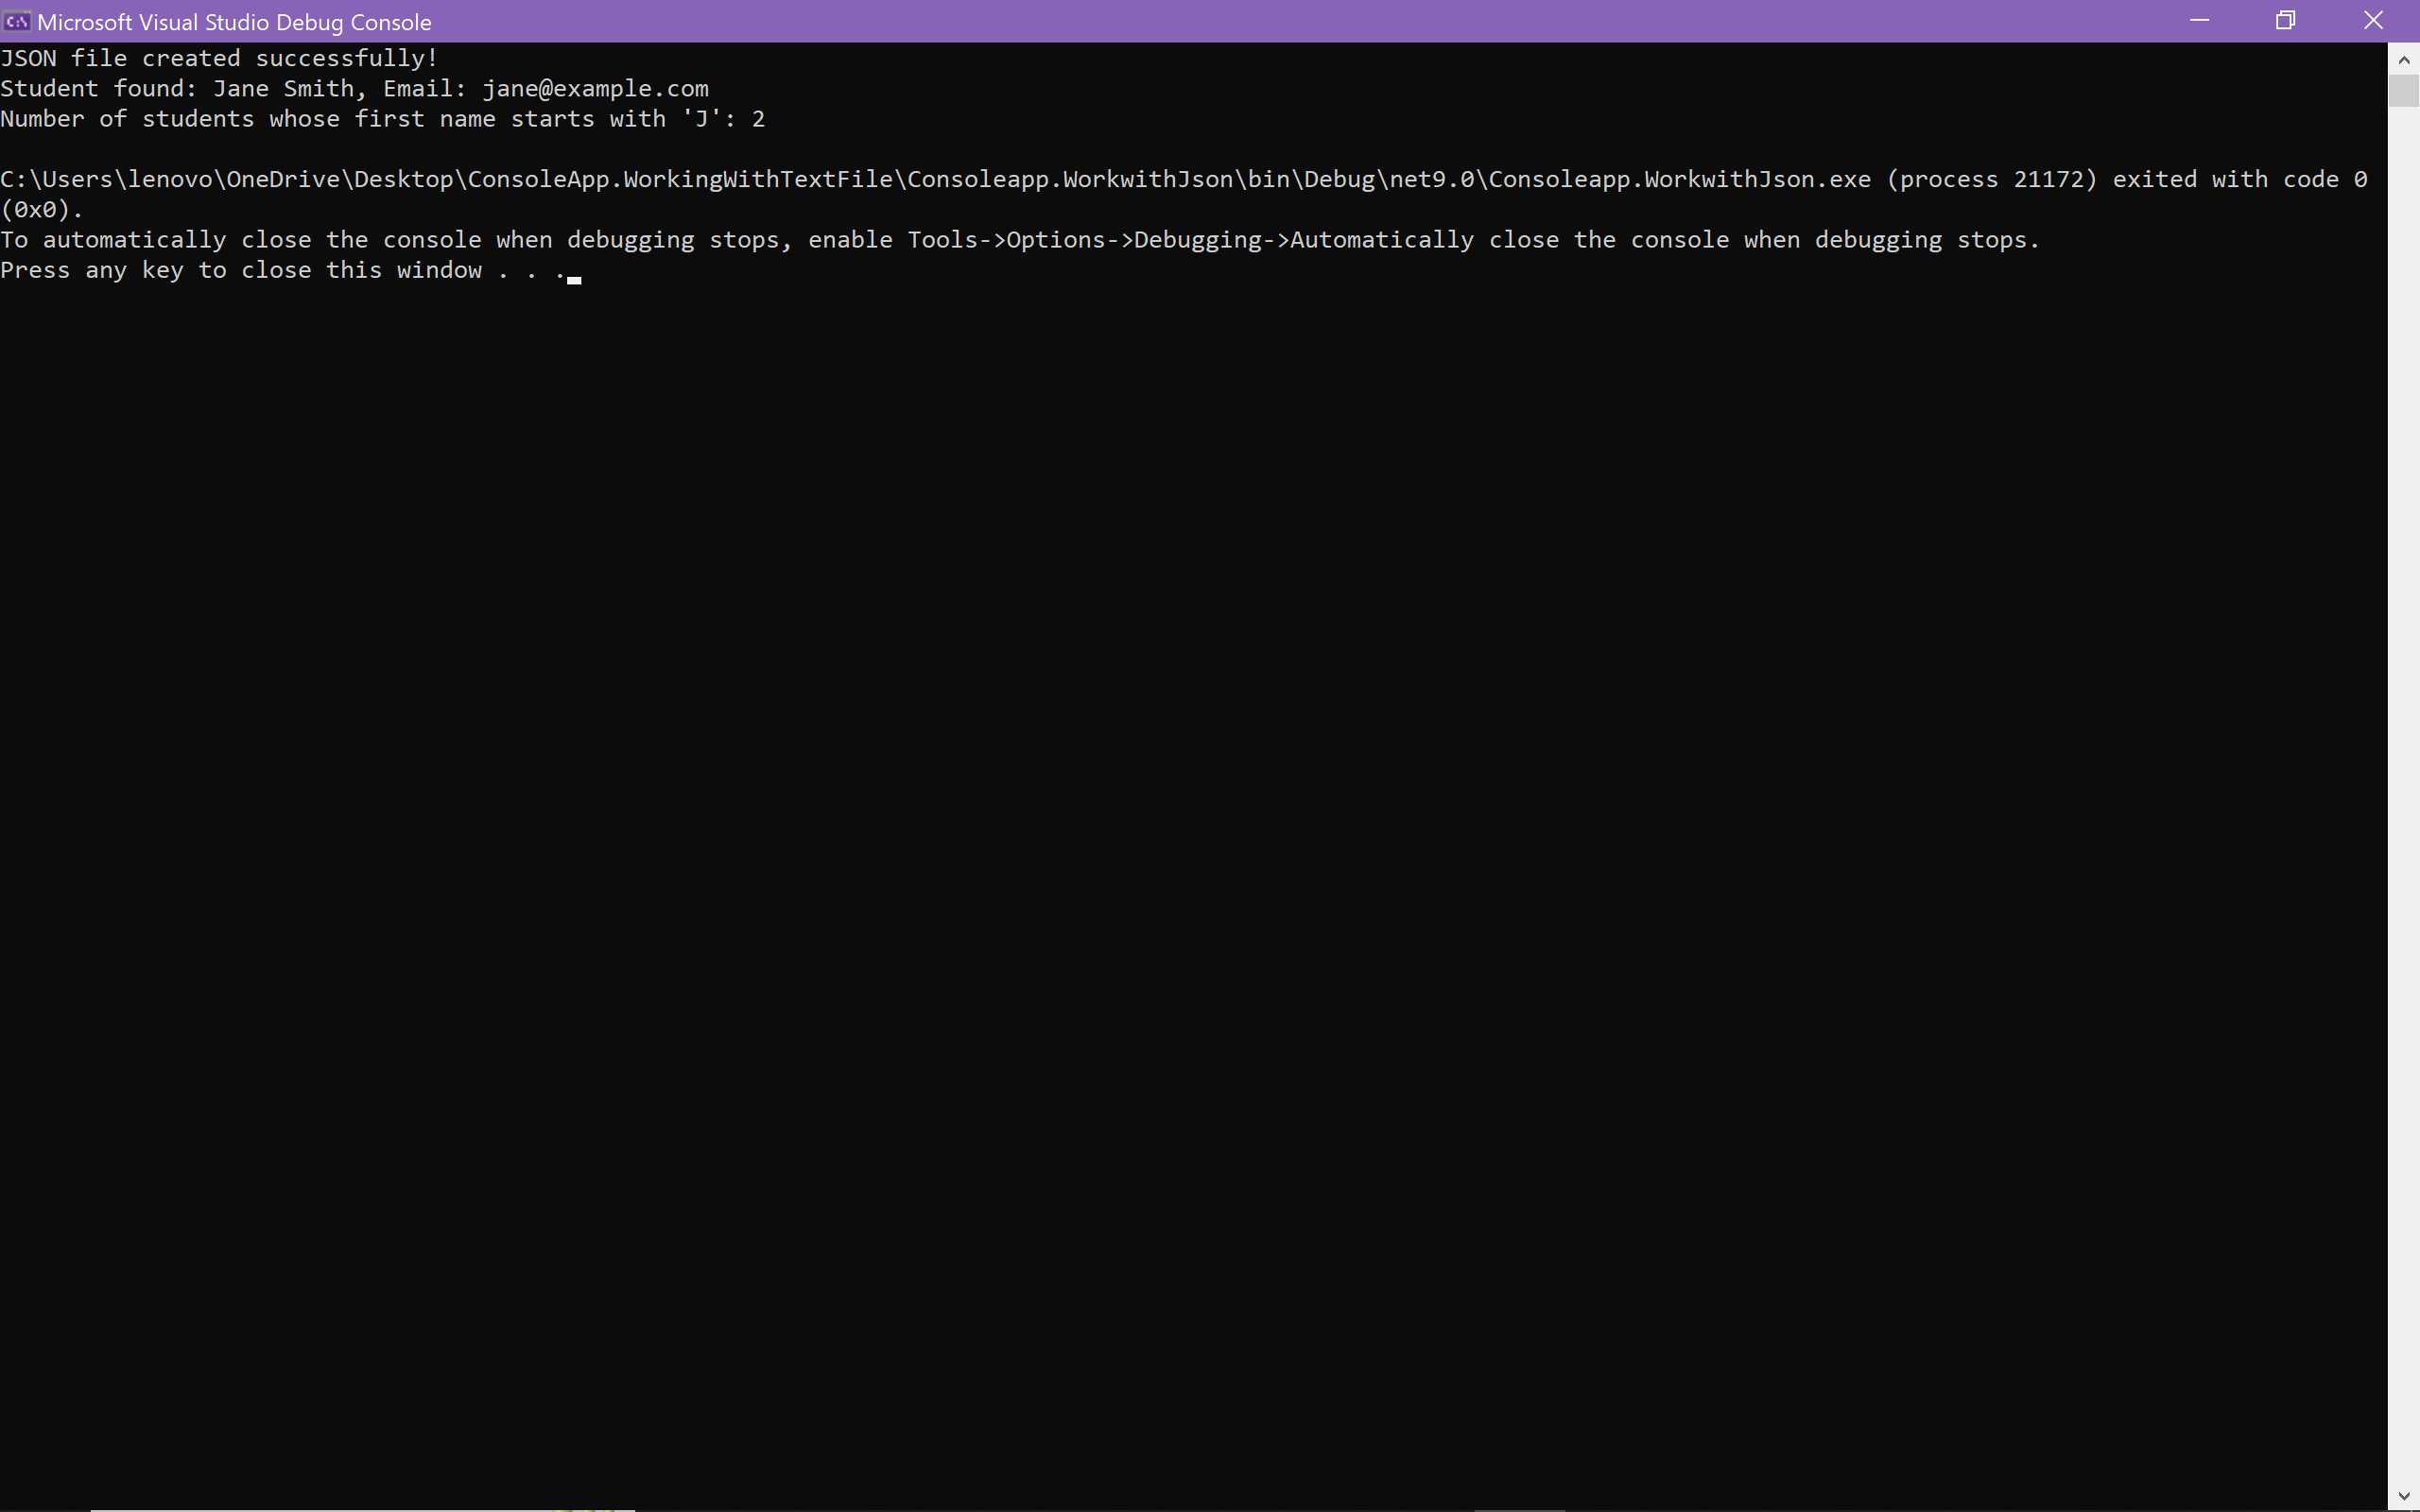 Microsoft Visual Studio Debug Console
JSON file created successfully!
Student found: Jane Smith, Email: jane@example.com
Number of students whose first name starts with 'J': 2
C:\Users\lenovo\OneDrive\Desktop\ConsoleApp.WorkingWithTextFile\Consoleapp.WorkwithJson\bin\Debug\net9.0\Consoleapp.WorkwithJson.exe (process 21172) exited with code 0
(0x0).
To automatically close the console when debugging stops, enable Tools->Options->Debugging->Automatically close the console when debugging stops.
Press any key to close this window . . .